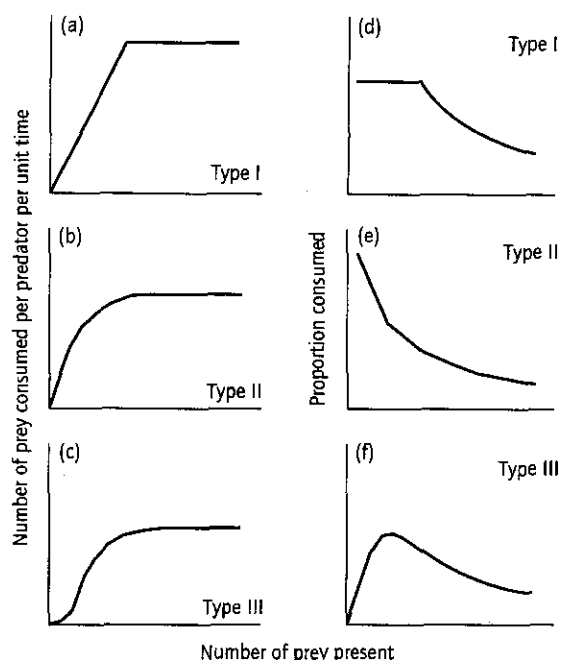 (a)
Type I
(b)
Type II
(c)
Type III
Number of prey consumed per predator per unit time
(d)
Type I
(e)
Type II
(f)
Type III
Proportion consumed
Number of prey present